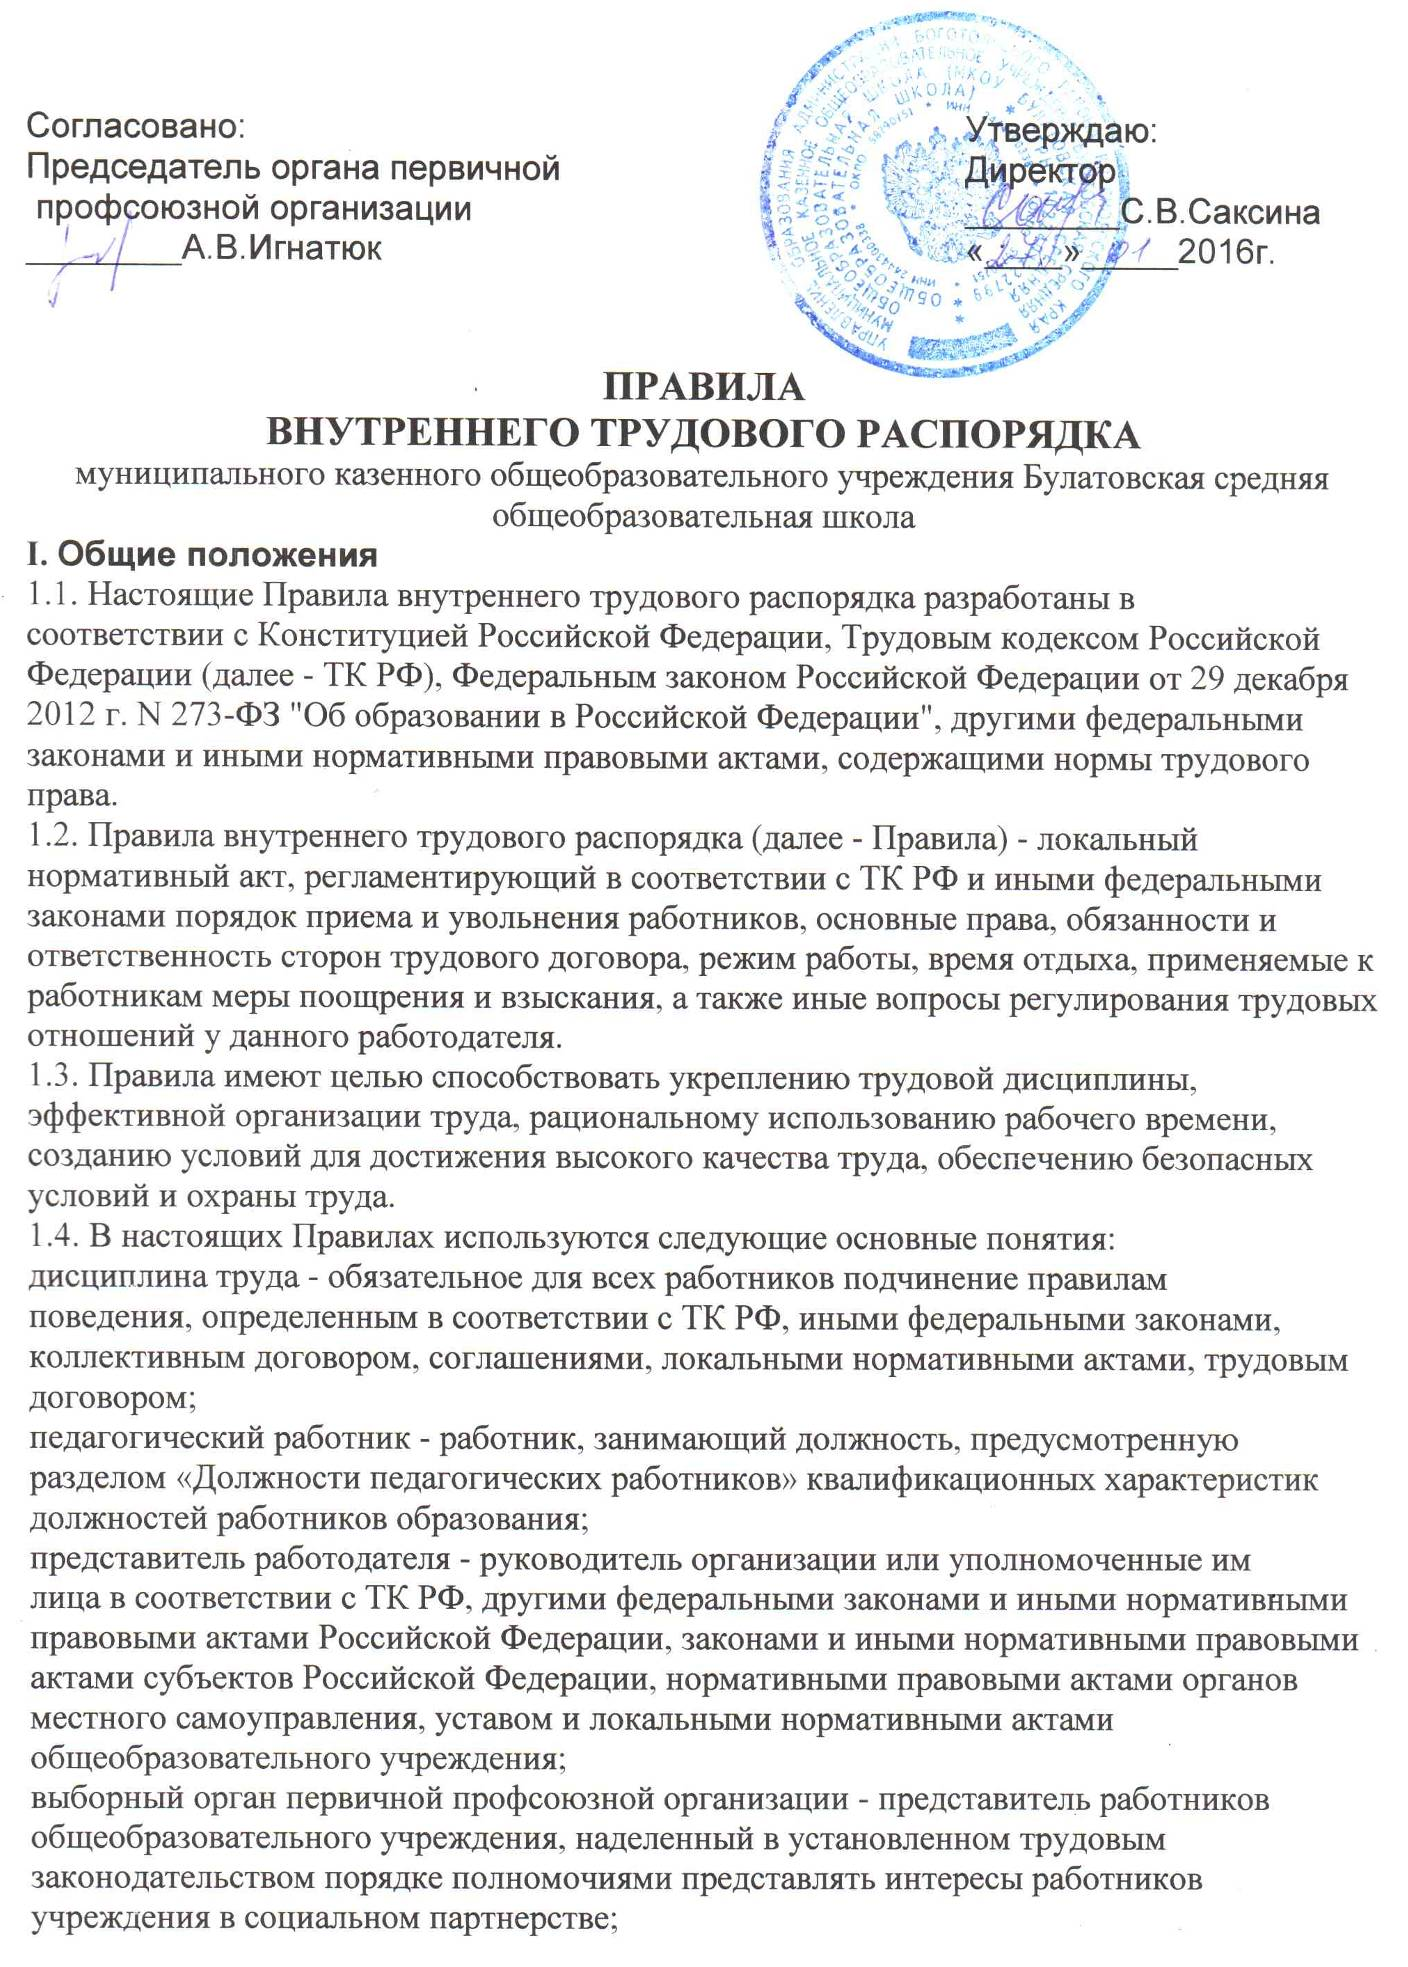 Согласовано:
Председатель органа первичной
профсоюзной организации
________А.В.Игнатюк
Утверждаю:
Директор
________С.В.Саксина
«____»_____2016г.
ПРАВИЛА
ВНУТРЕННЕГО ТРУДОВОГО РАСПОРЯДКА
муниципального казенного общеобразовательного учреждения Булатовская средняя
общеобразовательная школа
I. Общие положения
1.1. Настоящие Правила внутреннего трудового распорядка разработаны в
соответствии с Конституцией Российской Федерации, Трудовым кодексом Российской
Федерации (далее - ТК РФ), Федеральным законом Российской Федерации от 29 декабря
2012 г. N 273-ФЗ "Об образовании в Российской Федерации", другими федеральными
законами и иными нормативными правовыми актами, содержащими нормы трудового
права.
1.2. Правила внутреннего трудового распорядка (далее - Правила) - локальный
нормативный акт, регламентирующий в соответствии с ТК РФ и иными федеральными
законами порядок приема и увольнения работников, основные права, обязанности и
ответственность сторон трудового договора, режим работы, время отдыха, применяемые к
работникам меры поощрения и взыскания, а также иные вопросы регулирования трудовых
отношений у данного работодателя.
1.3. Правила имеют целью способствовать укреплению трудовой дисциплины,
эффективной организации труда, рациональному использованию рабочего времени,
созданию условий для достижения высокого качества труда, обеспечению безопасных
условий и охраны труда.
1.4. В настоящих Правилах используются следующие основные понятия:
дисциплина труда - обязательное для всех работников подчинение правилам
поведения, определенным в соответствии с ТК РФ, иными федеральными законами,
коллективным договором, соглашениями, локальными нормативными актами, трудовым
договором;
педагогический работник - работник, занимающий должность, предусмотренную
разделом «Должности педагогических работников» квалификационных характеристик
должностей работников образования;
представитель работодателя - руководитель организации или уполномоченные им
лица в соответствии с ТК РФ, другими федеральными законами и иными нормативными
правовыми актами Российской Федерации, законами и иными нормативными правовыми
актами субъектов Российской Федерации, нормативными правовыми актами органов
местного самоуправления, уставом и локальными нормативными актами
общеобразовательного учреждения;
выборный орган первичной профсоюзной организации - представитель работников
общеобразовательного учреждения, наделенный в установленном трудовым
законодательством порядке полномочиями представлять интересы работников
учреждения в социальном партнерстве;